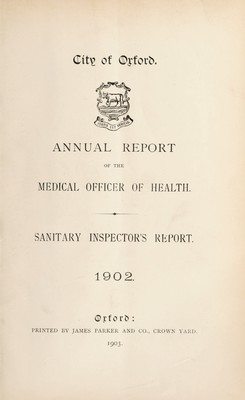 City of Oxford.
ANNUAL REPORT
OF THE
MEDICAL OFFICER OF HEALTH.
SANITARY INSPECTOR'S REPORT.
1902.
Oxford:
PRINTED BY JAMES PARKER AND CO., CROWN YARD.
1903.